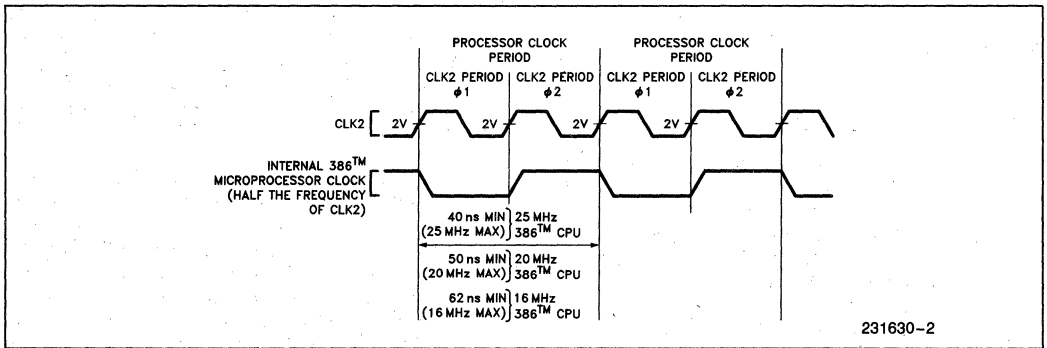 PROCESSOR CLOCK
PERIOD
PROCESSOR CLOCK
PERIOD
CLK2 PERIOD
ϕ1
CLK2 PERIOD
ϕ2
CLK2 PERIOD
ϕ1
CLK2 PERIOD
ϕ2
CLK2
2V
2V
2V
2V
INTERNAL 386™
MICROPROCESSOR CLOCK
(HALF THE FREQUENCY
OF CLK2)
40 ns MIN 25 MHz
(25 MHz MAX) 386™ CPU
50 ns MIN 20 MHz
(20 MHz MAX) 386™ CPU
62 ns MIN 16 MHz
(16 MHz MAX) 386™ CPU
231630-2